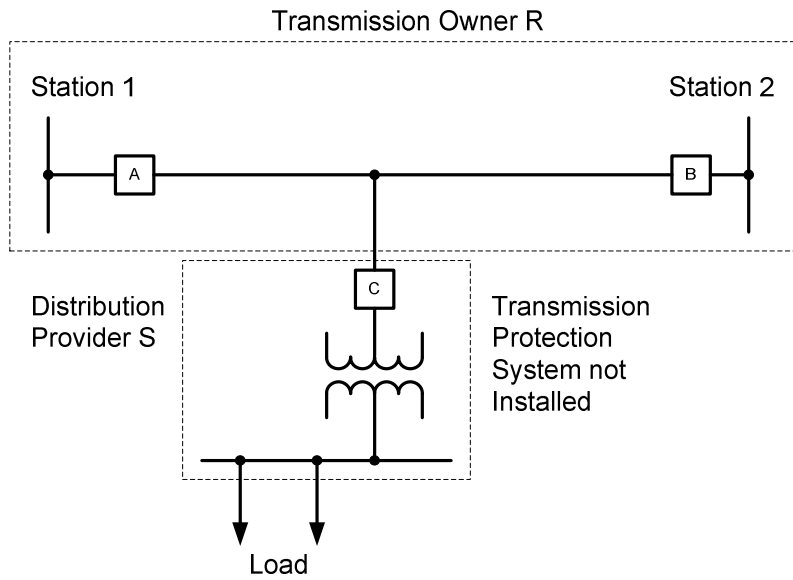 Transmission Owner R
Station 1
Station 2
A
B
C
Distribution
Provider S
Transmission
Protection
System not
Installed
Load